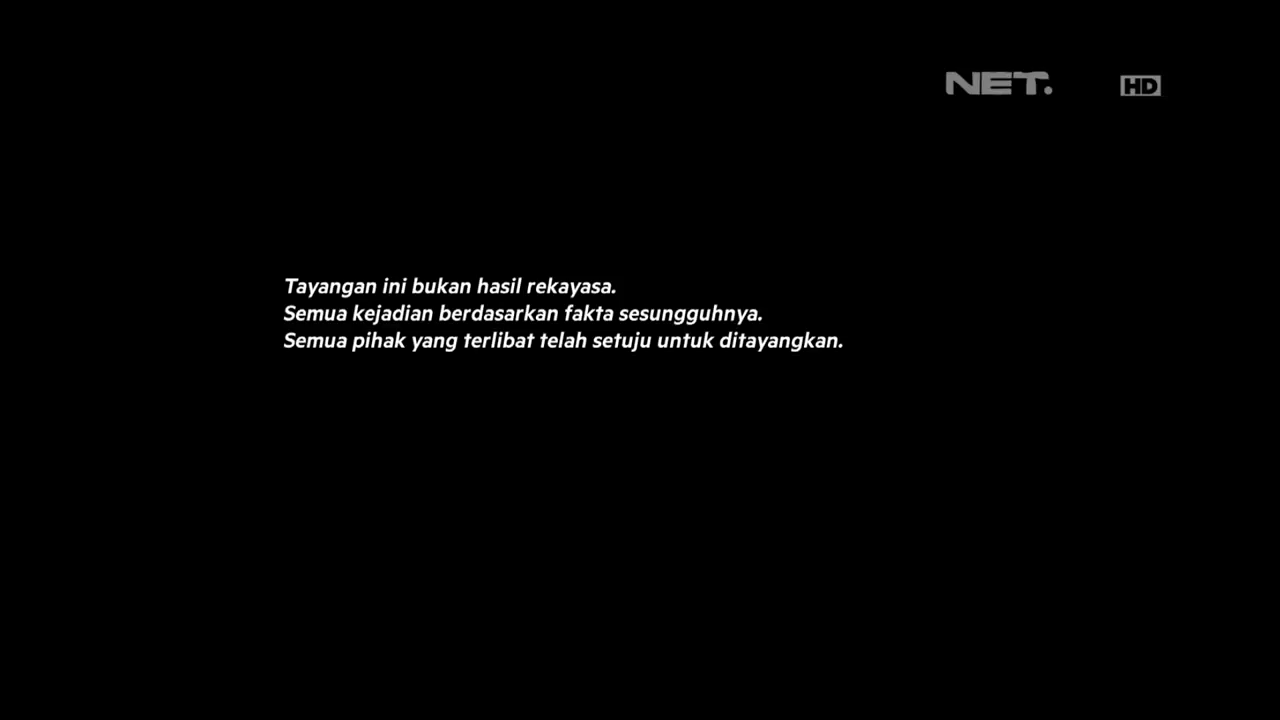 NET. HD
Tayangan ini bukan hasil rekayasa.
Semua kejadian berdasarkan fakta sesungguhnya.
Semua pihak yang terlibat telah setuju untuk ditayangkan.